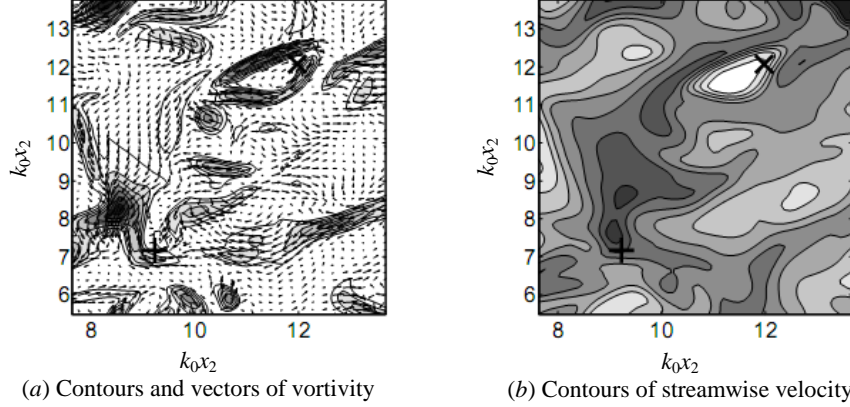 13
12
11
10
9
8
7
6
k₀x₂
8 10 12
k₀x₂
(a) Contours and vectors of vortivity
13
12
11
10
9
8
7
6
k₀x₂
8 10 12
k₀x₂
(b) Contours of streamwise velocity